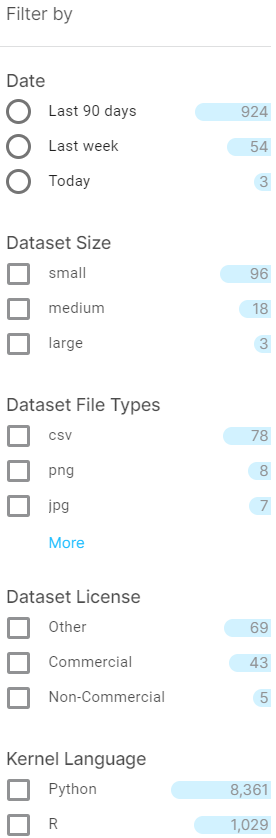 Filter by
Date
Last 90 days 924
Last week 54
Today 3
Dataset Size
small 96
medium 18
large 3
Dataset File Types
csv 78
png 8
jpg 7
More
Dataset License
Other 69
Commercial 43
Non-Commercial 5
Kernel Language
Python 8,361
R 1,029